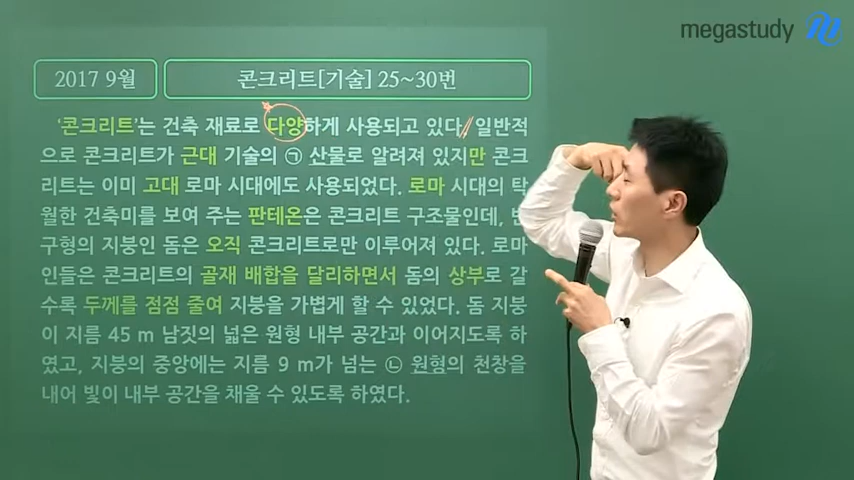 megastudy
2017 9월
콘크리트[기술] 25~30번
‘콘크리트’는 건축 재료로 다양하게 사용되고 있다. 일반적
으로 콘크리트가 근대 기술의 ㉠ 산물로 알려져 있지만 콘크
리트는 이미 고대 로마 시대에도 사용되었다. 로마 시대의 탁
월한 건축미를 보여 주는 판테온은 콘크리트 구조물인데, 반
구형의 지붕인 돔은 오직 콘크리트로만 이루어져 있다. 로마
인들은 콘크리트의 골재 배합을 달리하면서 돔의 상부로 갈
수록 두께를 점점 줄여 지붕을 가볍게 할 수 있었다. 돔 지붕
이 지름 45 m 남짓의 넓은 원형 내부 공간과 이어지도록 하
였고, 지붕의 중앙에는 지름 9 m가 넘는 ㉡ 원형의 천창을
내어 빛이 내부 공간을 채울 수 있도록 하였다.